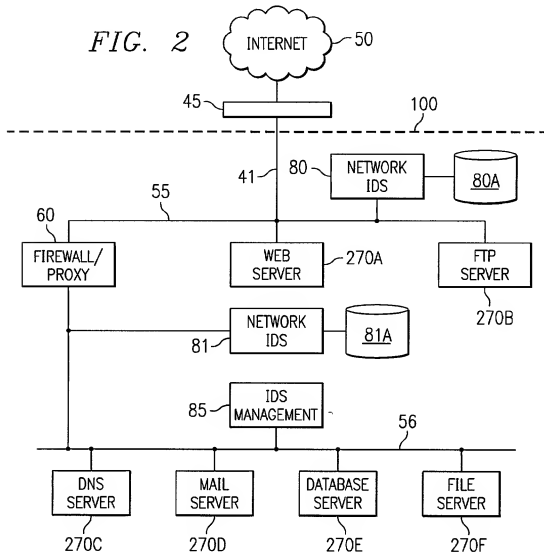 FIG. 2
INTERNET
50
45
100
41
80
NETWORK
IDS
80A
55
60
FIREWALL/
PROXY
WEB
SERVER
270A
FTP
SERVER
270B
81
NETWORK
IDS
81A
85
IDS
MANAGEMENT
56
DNS
SERVER
MAIL
SERVER
DATABASE
SERVER
FILE
SERVER
270C
270D
270E
270F